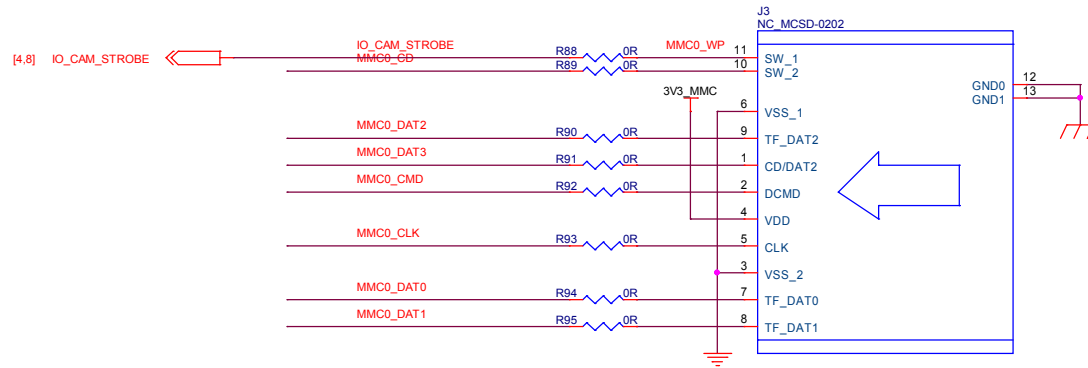 J3
NC_MCSD-0202
[4,8] IO_CAM_STROBE
IO_CAM_STROBE R88 0R MMC0_WP 11 SW_1
MMC0_CD R89 0R 10 SW_2
GND0 12
GND1 13
3V3_MMC
6 VSS_1
MMC0_DAT2 R90 0R 9 TF_DAT2
MMC0_DAT3 R91 0R 1 CD/DAT2
MMC0_CMD R92 0R 2 DCMD
4 VDD
MMC0_CLK R93 0R 5 CLK
3 VSS_2
MMC0_DAT0 R94 0R 7 TF_DAT0
MMC0_DAT1 R95 0R 8 TF_DAT1